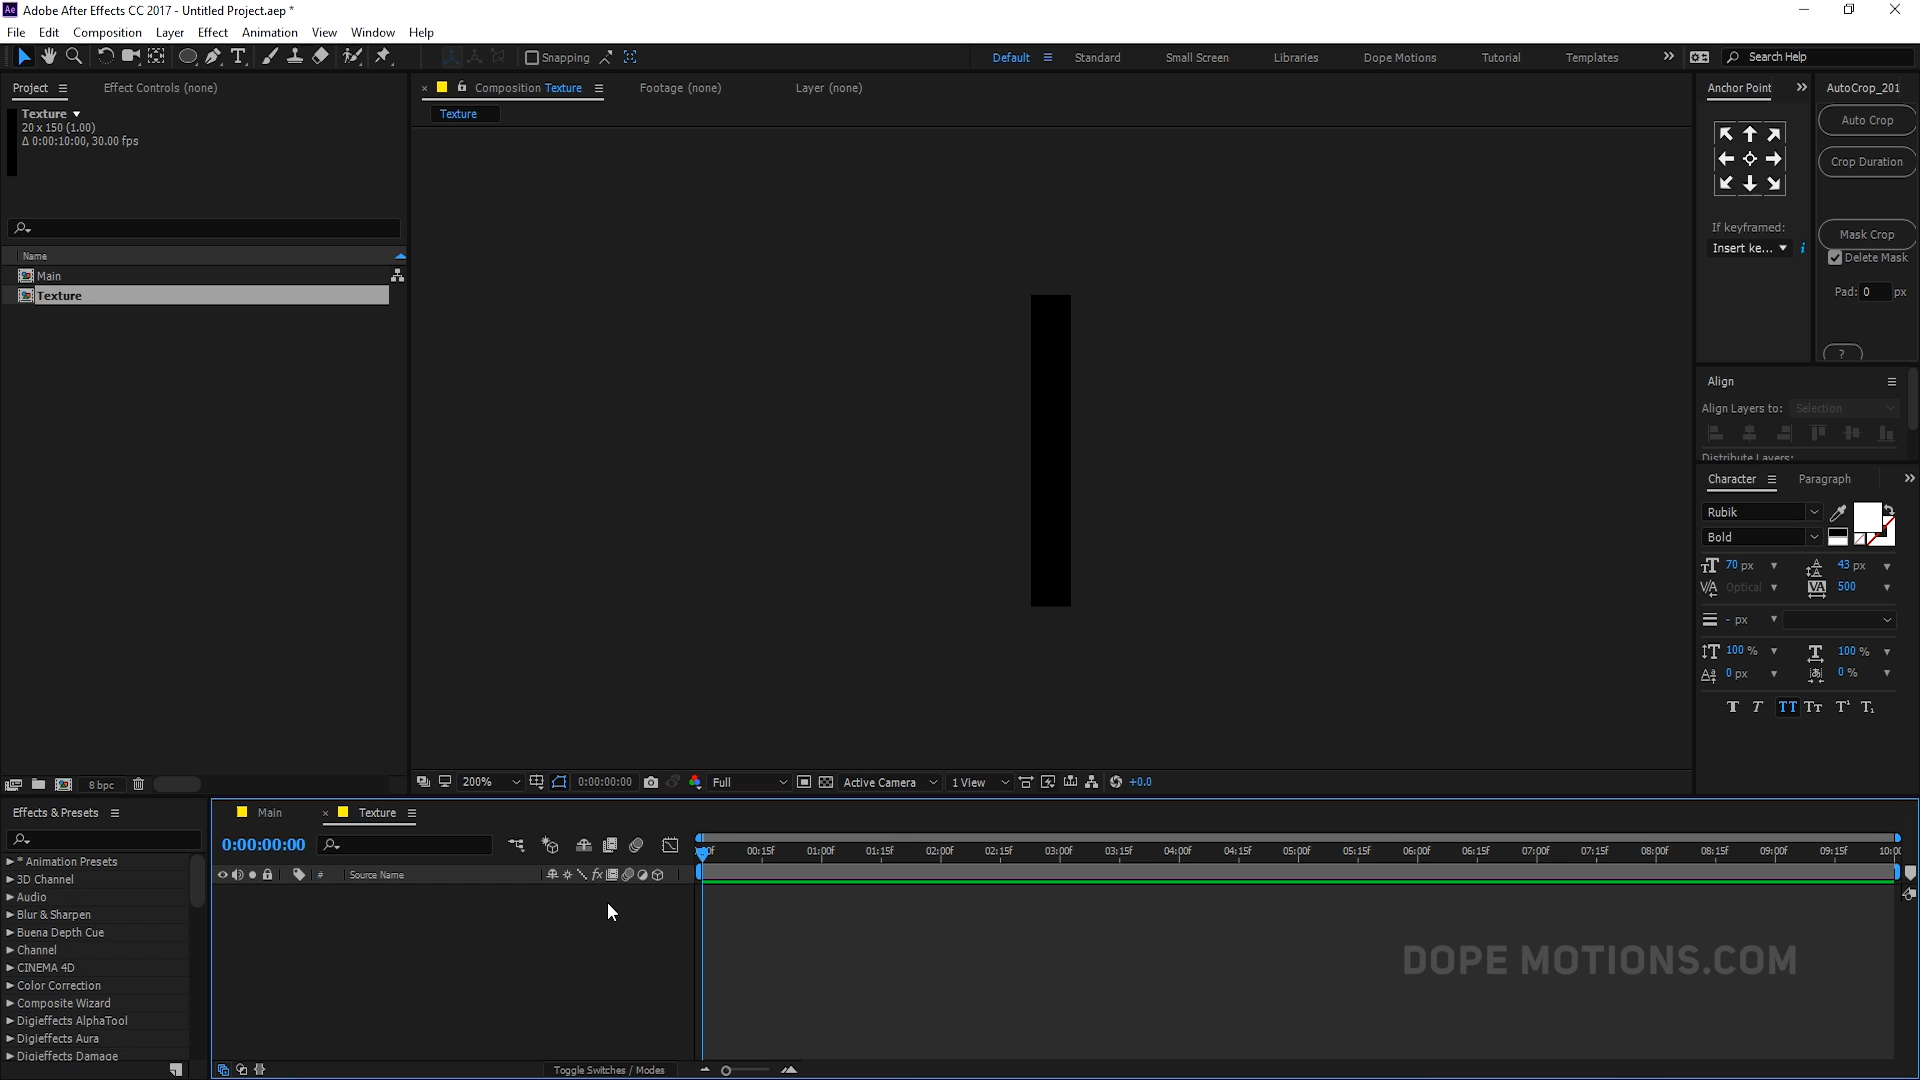 Adobe After Effects CC 2017 - Untitled Project.aep *
File Edit Composition Layer Effect Animation View Window Help
Snapping
Default Standard Small Screen Libraries Dope Motions Tutorial Templates
Search Help
Project
Effect Controls (none)
Texture
20 x 150 (1.00)
Δ 0:00:10:00, 30.00 fps
Name
Main
Texture
8 bpc
Composition Texture
Footage (none)
Layer (none)
Texture
200%
0:00:00:00
Full
Active Camera
1 View
+0.0
Anchor Point
If keyframed:
Insert ke...
AutoCrop_201
Auto Crop
Crop Duration
Mask Crop
Delete Mask
Pad: 0 px
?
Align
Align Layers to: Selection
Distribute Layers:
Character
Paragraph
Rubik
Bold
70 px
43 px
Optical
500
- px
100 %
100 %
0 px
0 %
Effects & Presets
* Animation Presets
3D Channel
Audio
Blur & Sharpen
Buena Depth Cue
Channel
CINEMA 4D
Color Correction
Composite Wizard
Digieffects AlphaTool
Digieffects Aura
Digieffects Damage
Main
Texture
0:00:00:00
# Source Name
00:15f 01:00f 01:15f 02:00f 02:15f 03:00f 03:15f 04:00f 04:15f 05:00f 05:15f 06:00f 06:15f 07:00f 07:15f 08:00f 08:15f 09:00f 09:15f 10:00
Toggle Switches / Modes
DOPE MOTIONS.COM